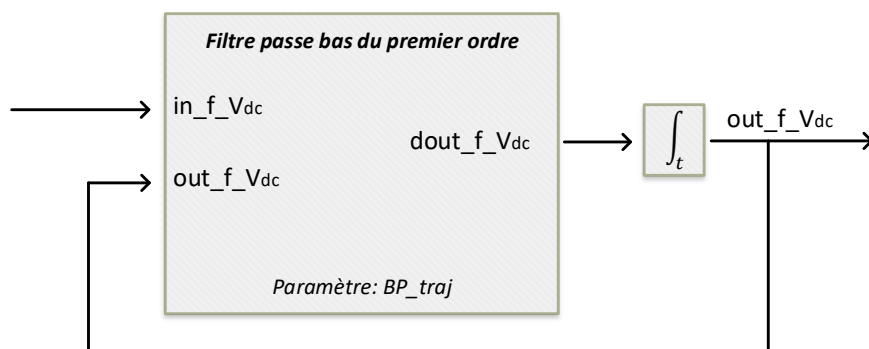 Filtre passe bas du premier ordre
in_f_Vdc
out_f_Vdc
dout_f_Vdc
∫t
out_f_Vdc
Paramètre: BP_traj